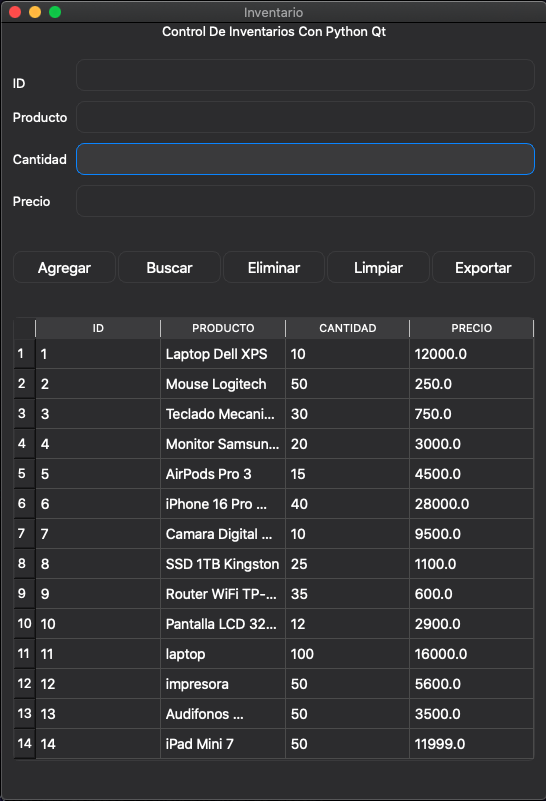 Inventario
Control De Inventarios Con Python Qt
ID
Producto
Cantidad
Precio
Agregar Buscar Eliminar Limpiar Exportar
ID PRODUCTO CANTIDAD PRECIO
1 1 Laptop Dell XPS 10 12000.0
2 2 Mouse Logitech 50 250.0
3 3 Teclado Mecani... 30 750.0
4 4 Monitor Samsun... 20 3000.0
5 5 AirPods Pro 3 15 4500.0
6 6 iPhone 16 Pro ... 40 28000.0
7 7 Camara Digital ... 10 9500.0
8 8 SSD 1TB Kingston 25 1100.0
9 9 Router WiFi TP-... 35 600.0
10 10 Pantalla LCD 32... 12 2900.0
11 11 laptop 100 16000.0
12 12 impresora 50 5600.0
13 13 Audifonos ... 50 3500.0
14 14 iPad Mini 7 50 11999.0